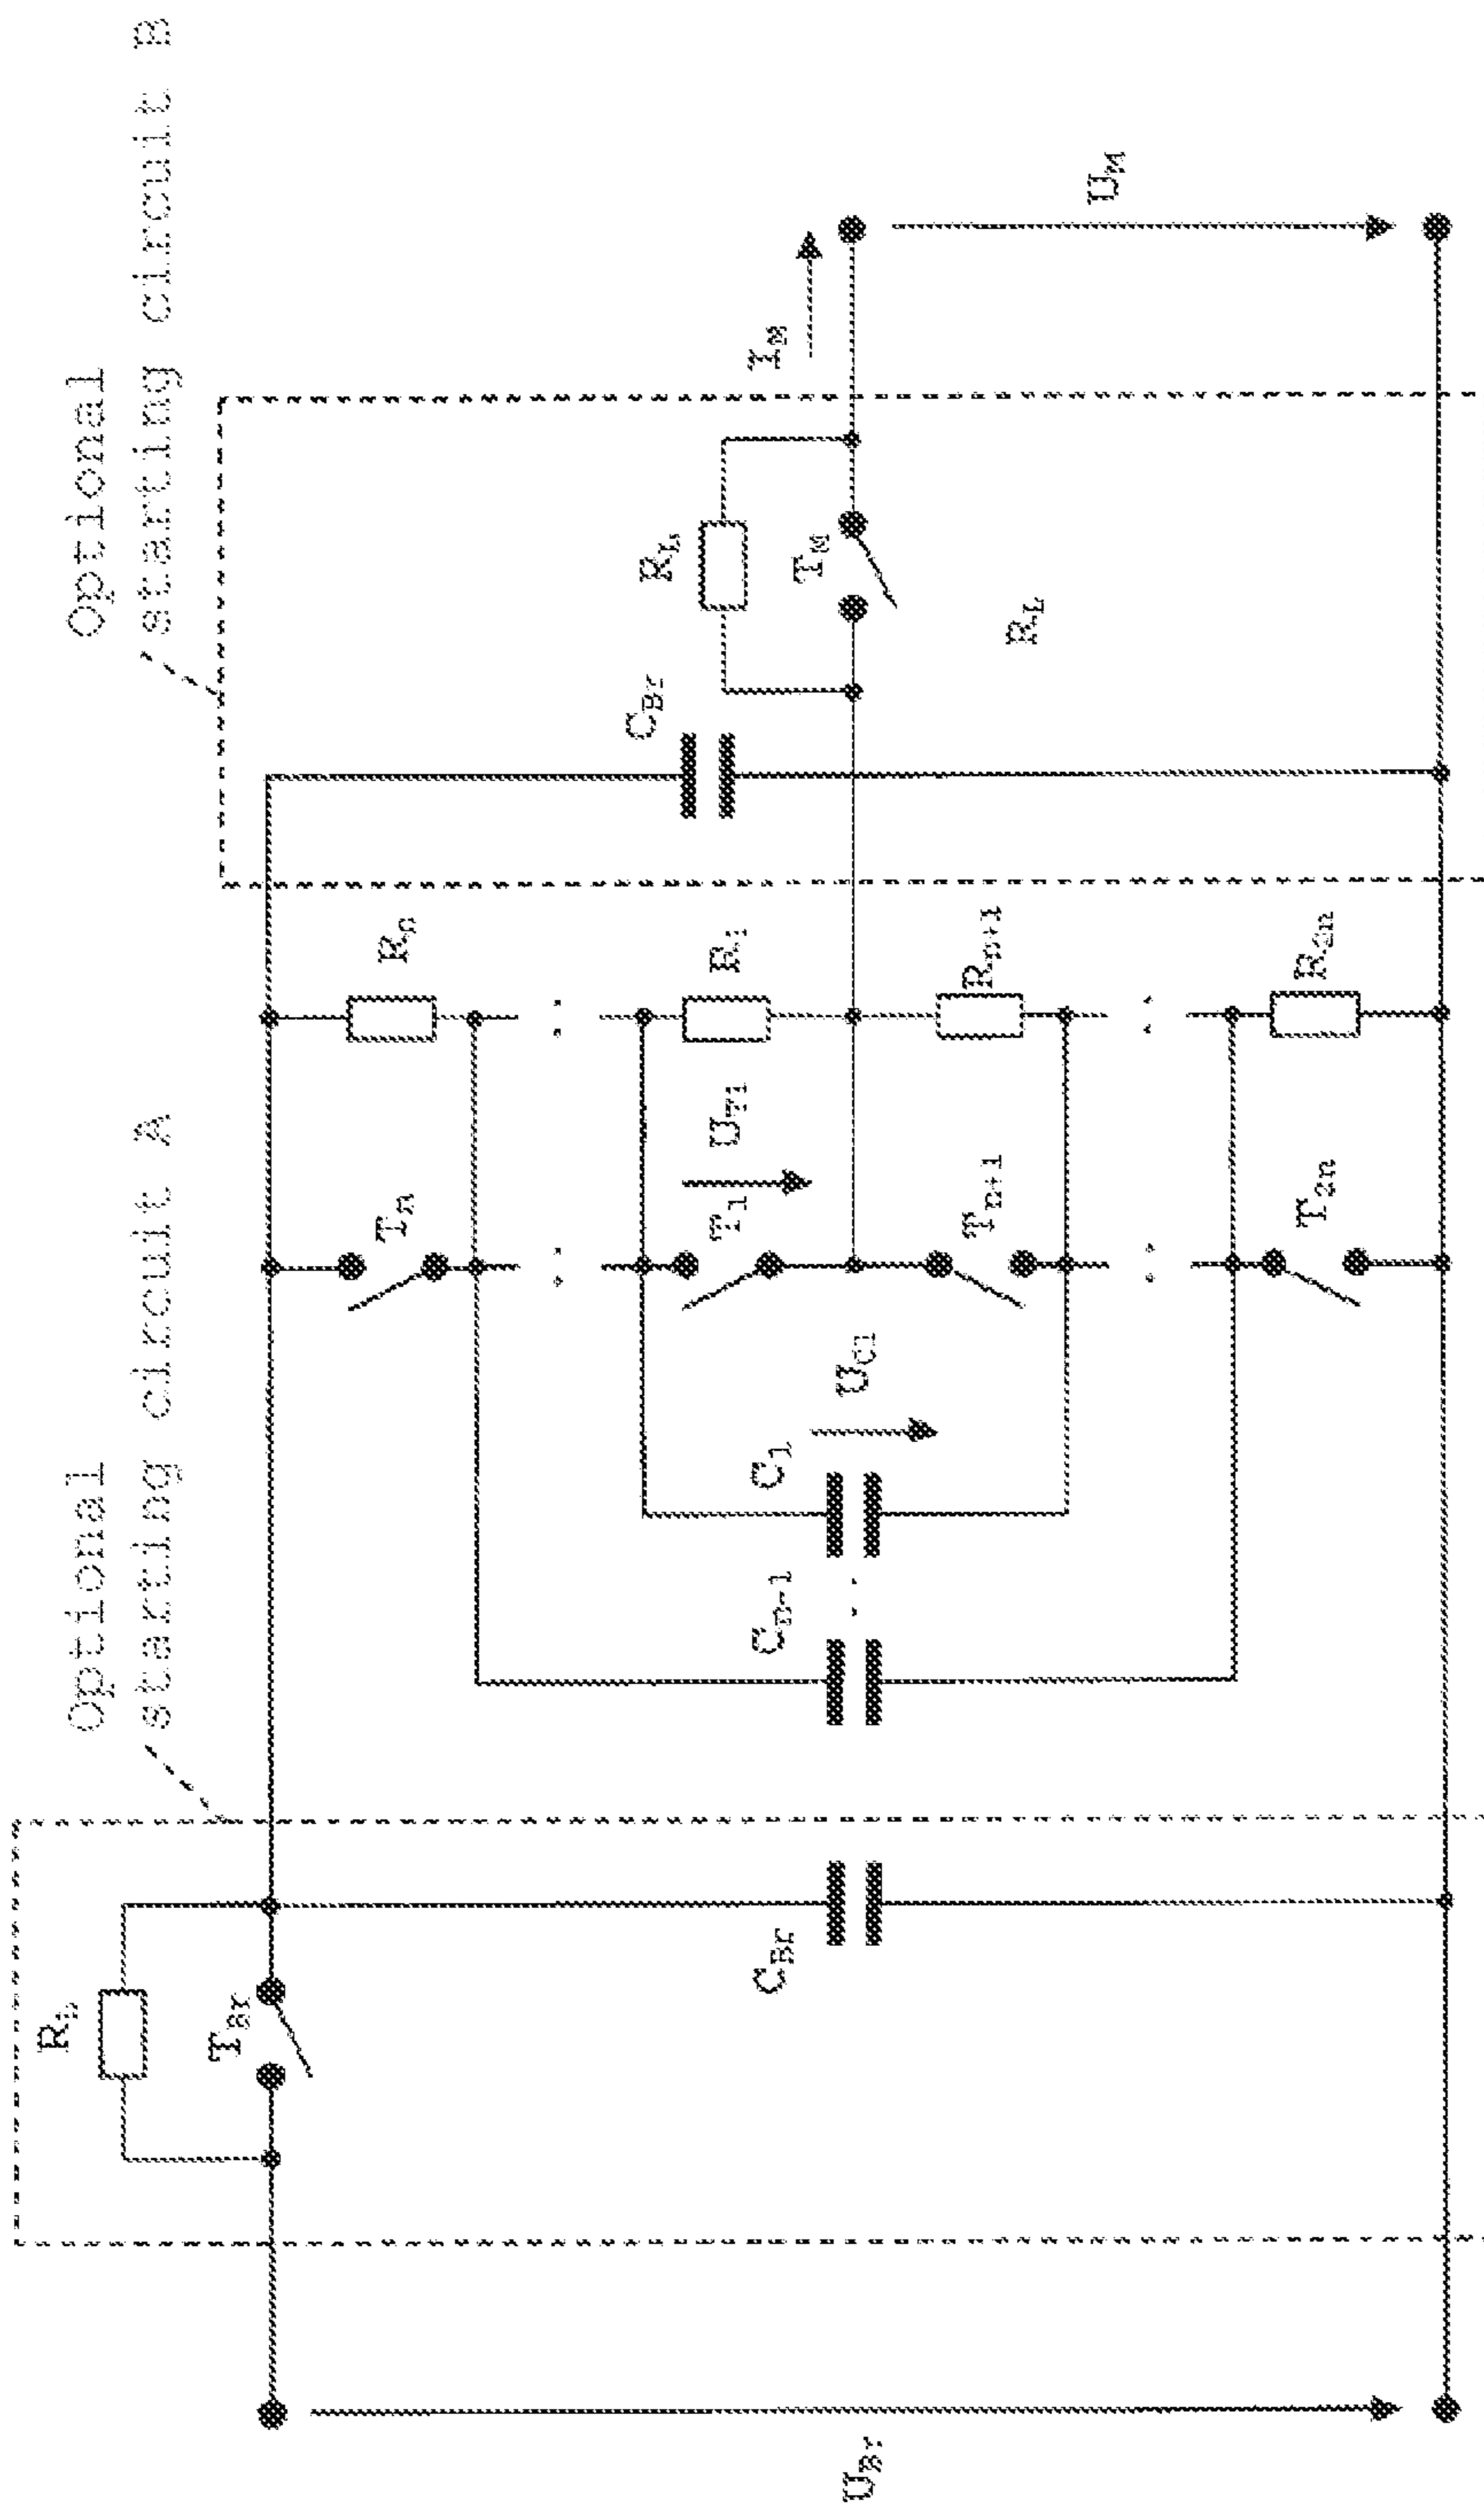 Optional
starting circuit A
Optional
starting circuit B
R_L
T_Br
C_Br
U_Br
C_n-1
C_1
U_C1
T_n
T_1
U_T1
T_n+1
T_2n
R_n
R_1
R_n+1
R_2n
C_Br
R_L
T_M
R_L
I_M
U_M